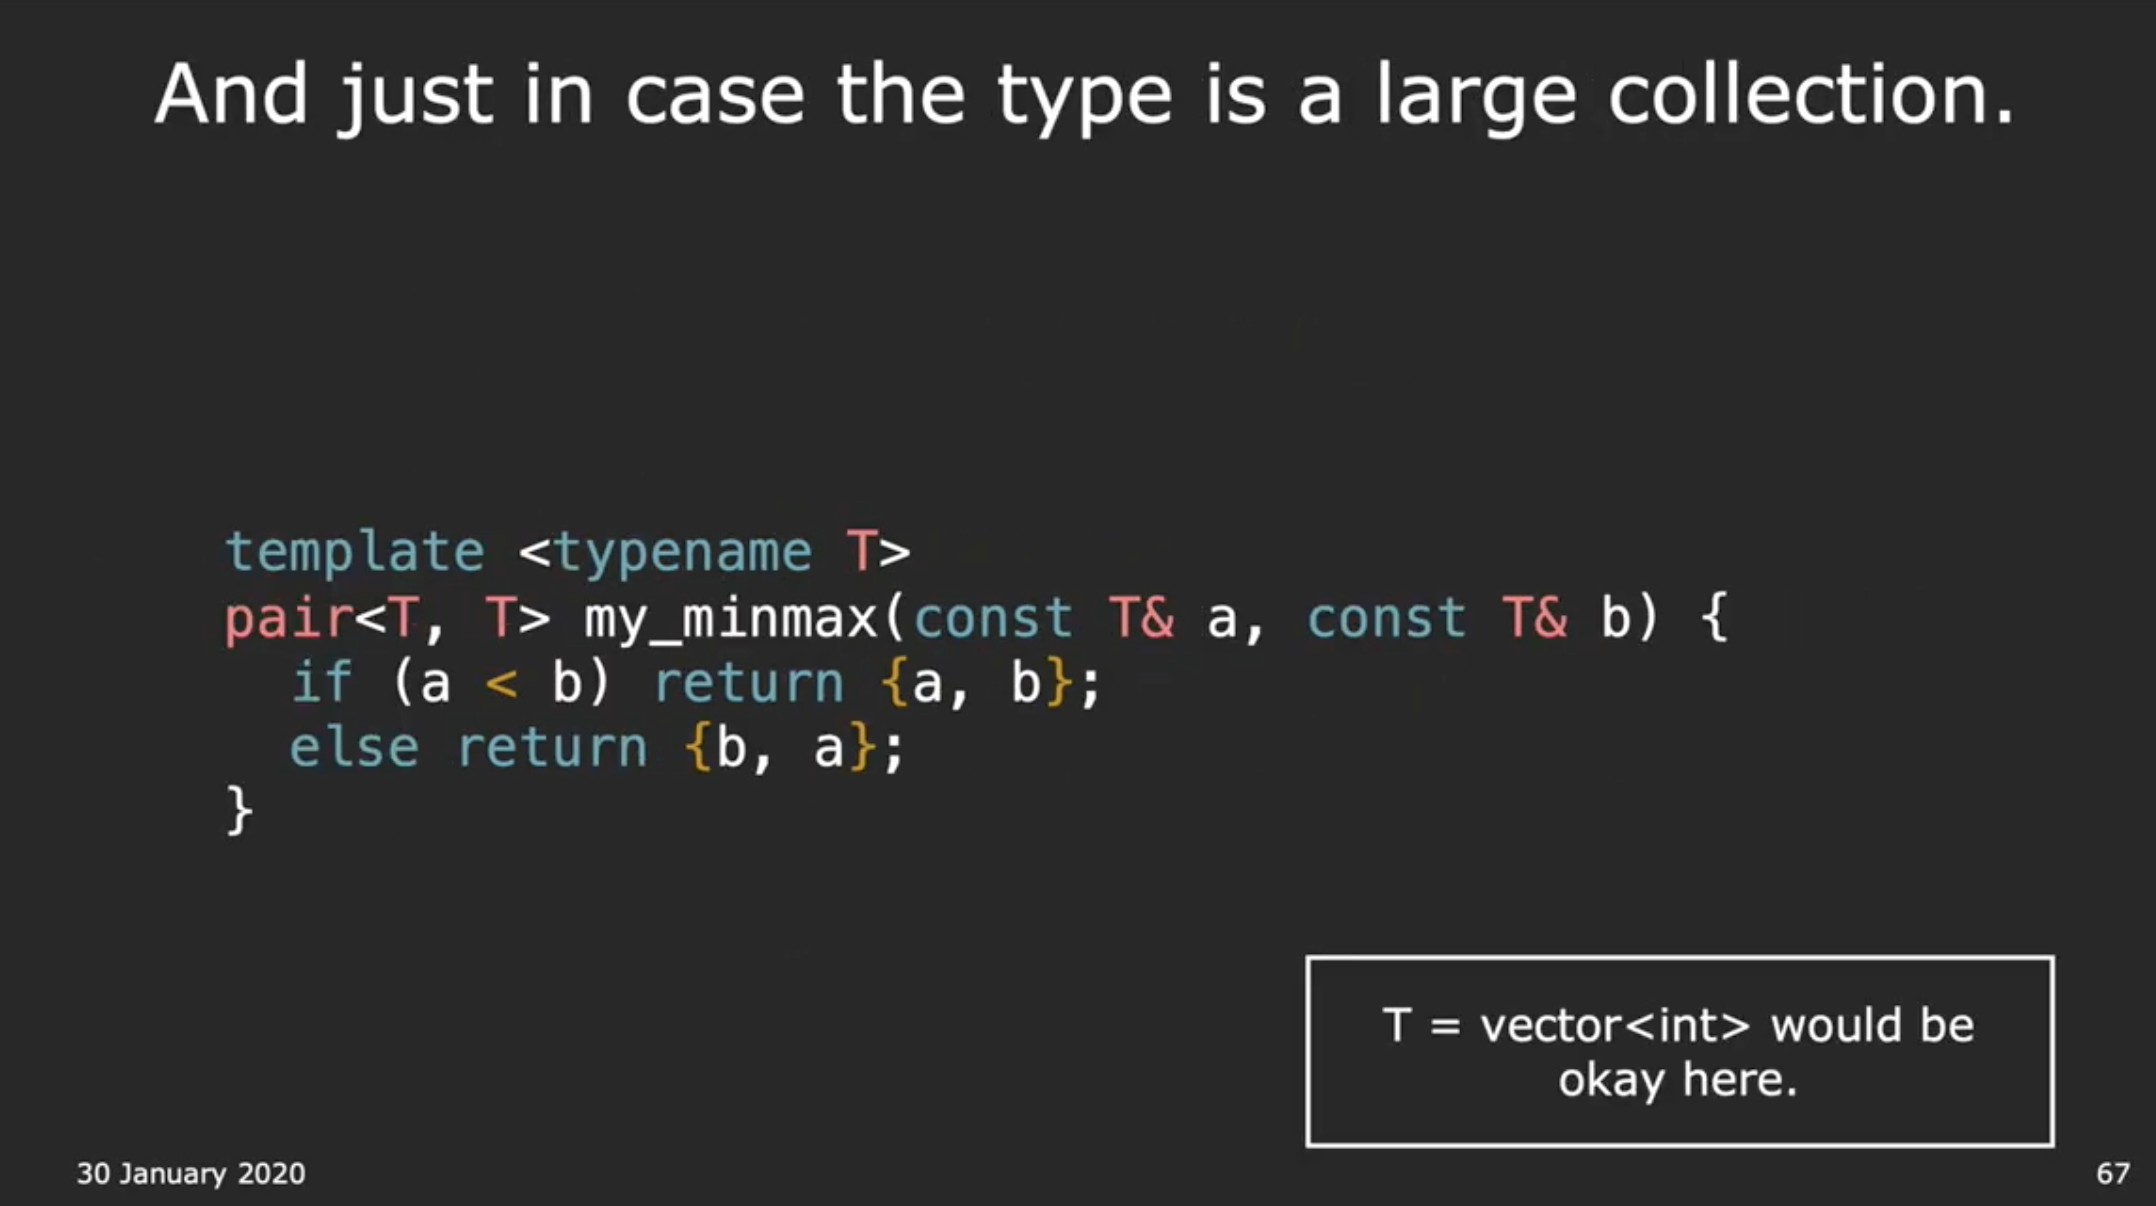 And just in case the type is a large collection.
template <typename T>
pair<T, T> my_minmax(const T& a, const T& b) {
if (a < b) return {a, b};
else return {b, a};
}
T = vector<int> would be
okay here.
30 January 2020
67